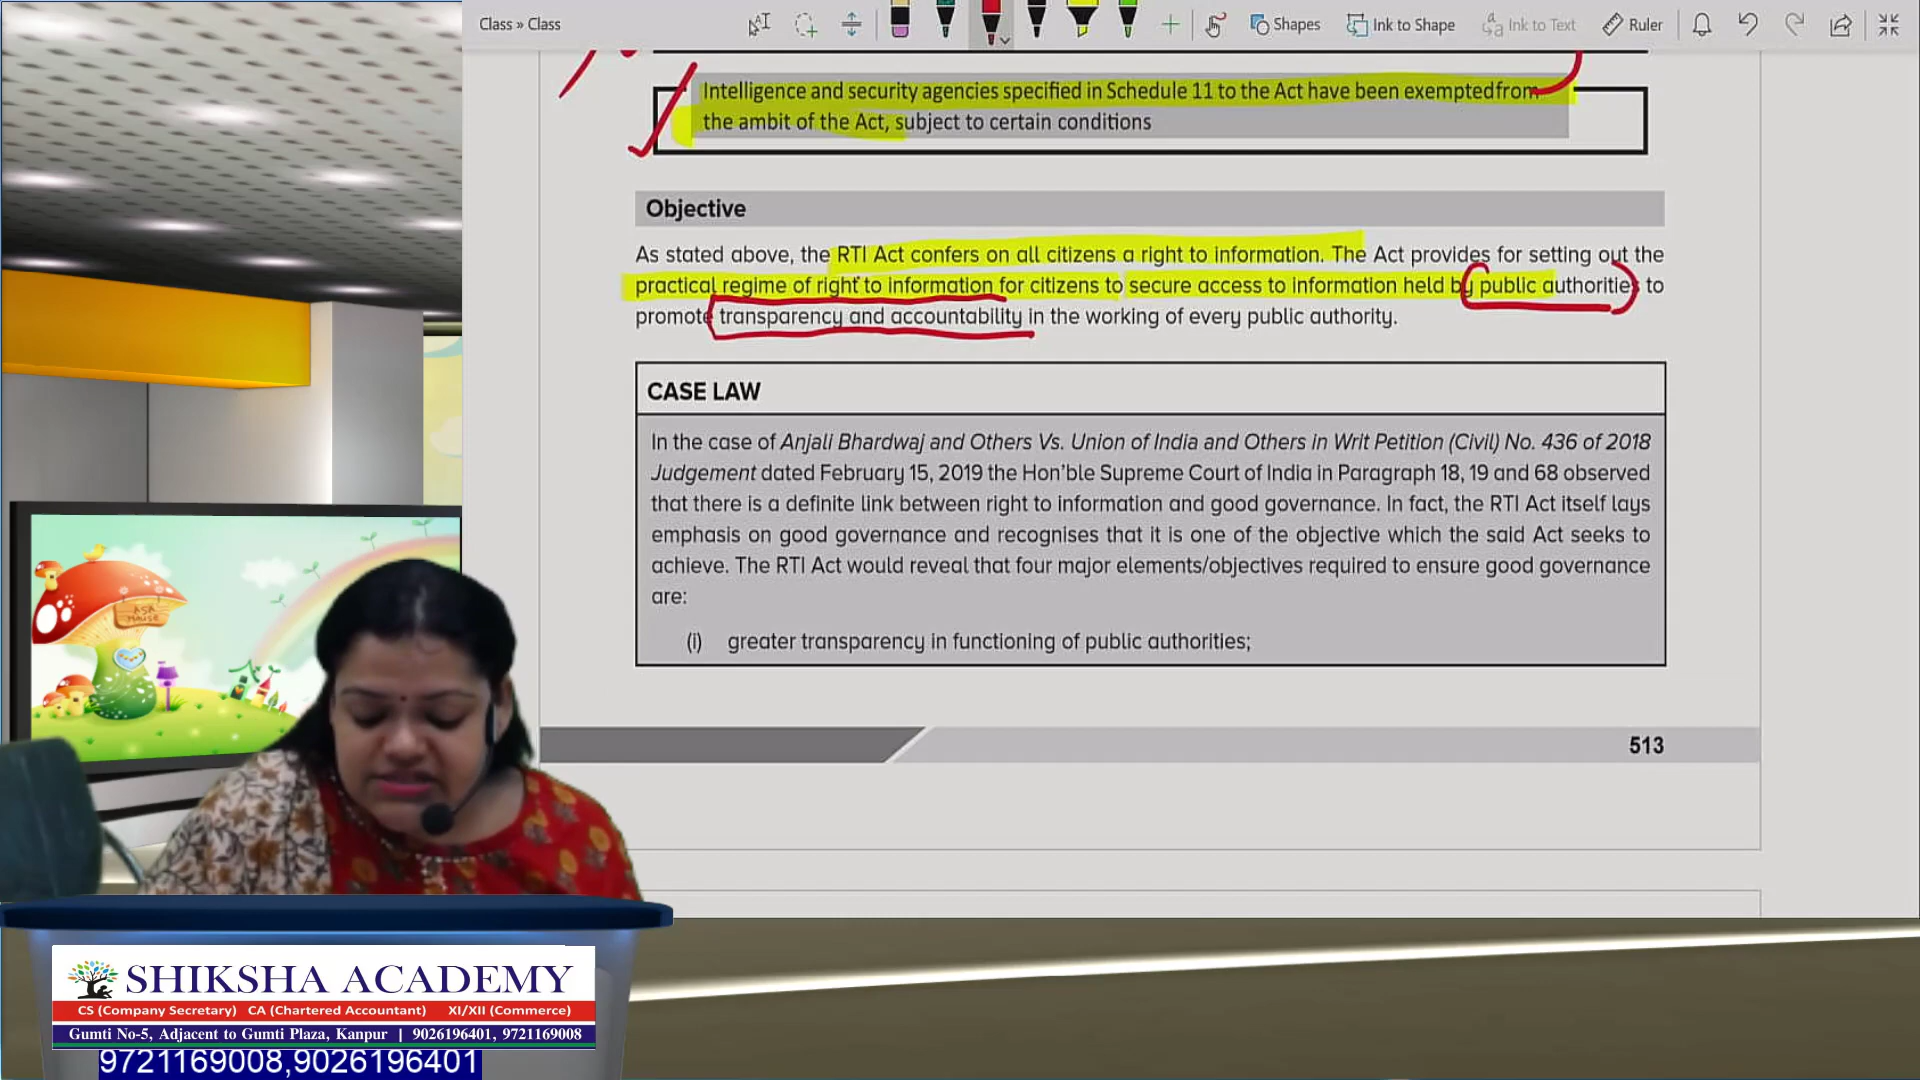 Class » Class
Shapes
Ink to Shape
Ink to Text
Ruler
Intelligence and security agencies specified in Schedule 11 to the Act have been exemptedfrom
the ambit of the Act, subject to certain conditions
Objective
As stated above, the RTI Act confers on all citizens a right to information. The Act provides for setting out the
practical regime of right to information for citizens to secure access to information held by public authorities to
promote transparency and accountability in the working of every public authority.
CASE LAW
In the case of Anjali Bhardwaj and Others Vs. Union of India and Others in Writ Petition (Civil) No. 436 of 2018
Judgement dated February 15, 2019 the Hon'ble Supreme Court of India in Paragraph 18, 19 and 68 observed
that there is a definite link between right to information and good governance. In fact, the RTI Act itself lays
emphasis on good governance and recognises that it is one of the objective which the said Act seeks to
achieve. The RTI Act would reveal that four major elements/objectives required to ensure good governance
are:
(i) greater transparency in functioning of public authorities;
513
ASA
House
SHIKSHA ACADEMY
CS (Company Secretary) CA (Chartered Accountant) XI/XII (Commerce)
Gumti No-5, Adjacent to Gumti Plaza, Kanpur | 9026196401, 9721169008
9721169008,9026196401